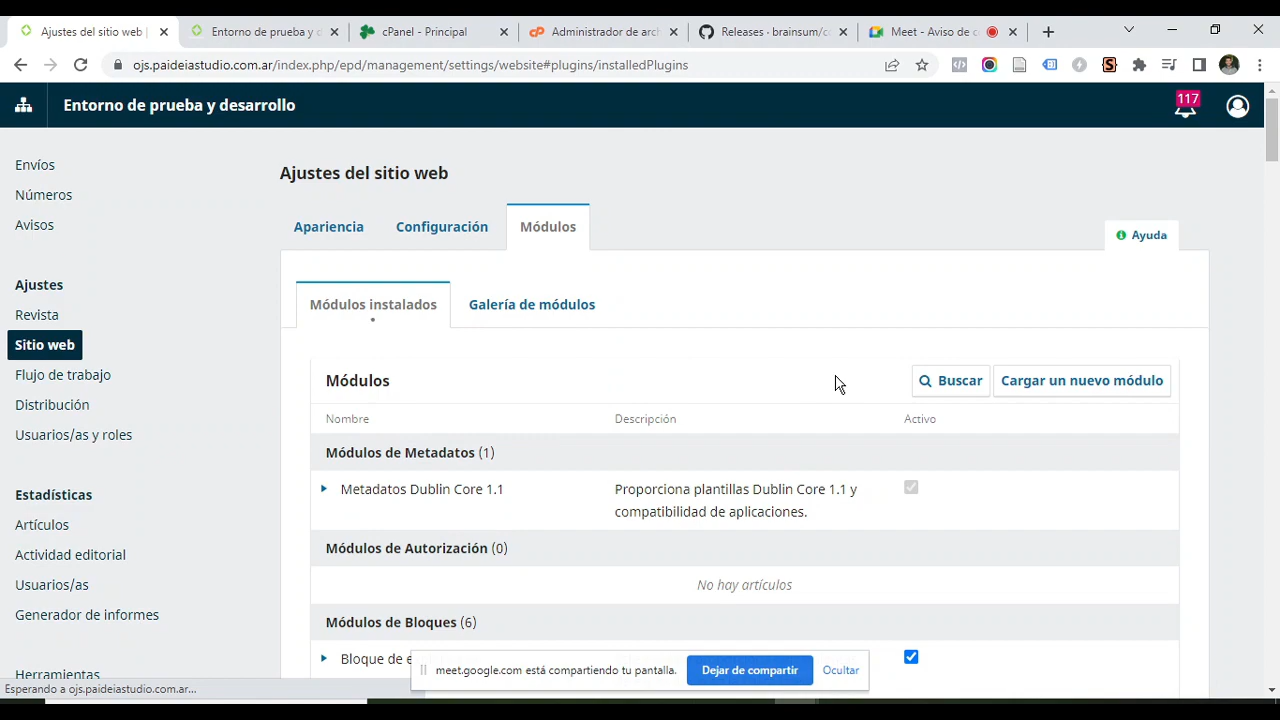 Ajustes del sitio web |
Entorno de prueba y d
cPanel - Principal
Administrador de arc
Releases · brainsum/co
Meet - Aviso de c
ojs.paideiastudio.com.ar/index.php/epd/management/settings/website#plugins/installedPlugins
Entorno de prueba y desarrollo
117
Envíos
Números
Avisos
Ajustes
Revista
Sitio web
Flujo de trabajo
Distribución
Usuarios/as y roles
Estadísticas
Artículos
Actividad editorial
Usuarios/as
Generador de informes
Herramientas
Ajustes del sitio web
Apariencia
Configuración
Módulos
Ayuda
Módulos instalados
Galería de módulos
Módulos
Buscar
Cargar un nuevo módulo
Nombre
Descripción
Activo
Módulos de Metadatos (1)
Metadatos Dublin Core 1.1
Proporciona plantillas Dublin Core 1.1 y
compatibilidad de aplicaciones.
Módulos de Autorización (0)
No hay artículos
Módulos de Bloques (6)
Bloque de e
meet.google.com está compartiendo tu pantalla.
Dejar de compartir
Ocultar
Esperando a ojs.paideiastudio.com.ar...